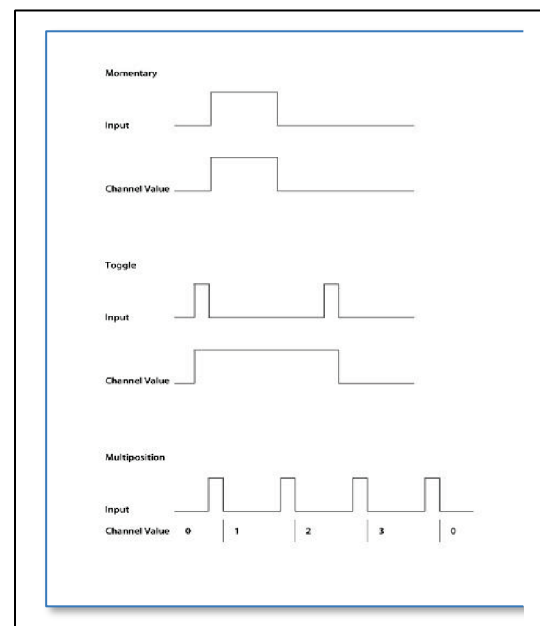 Momentary
Input
Channel Value
Toggle
Input
Channel Value
Multiposition
Input
Channel Value 0 1 2 3 0